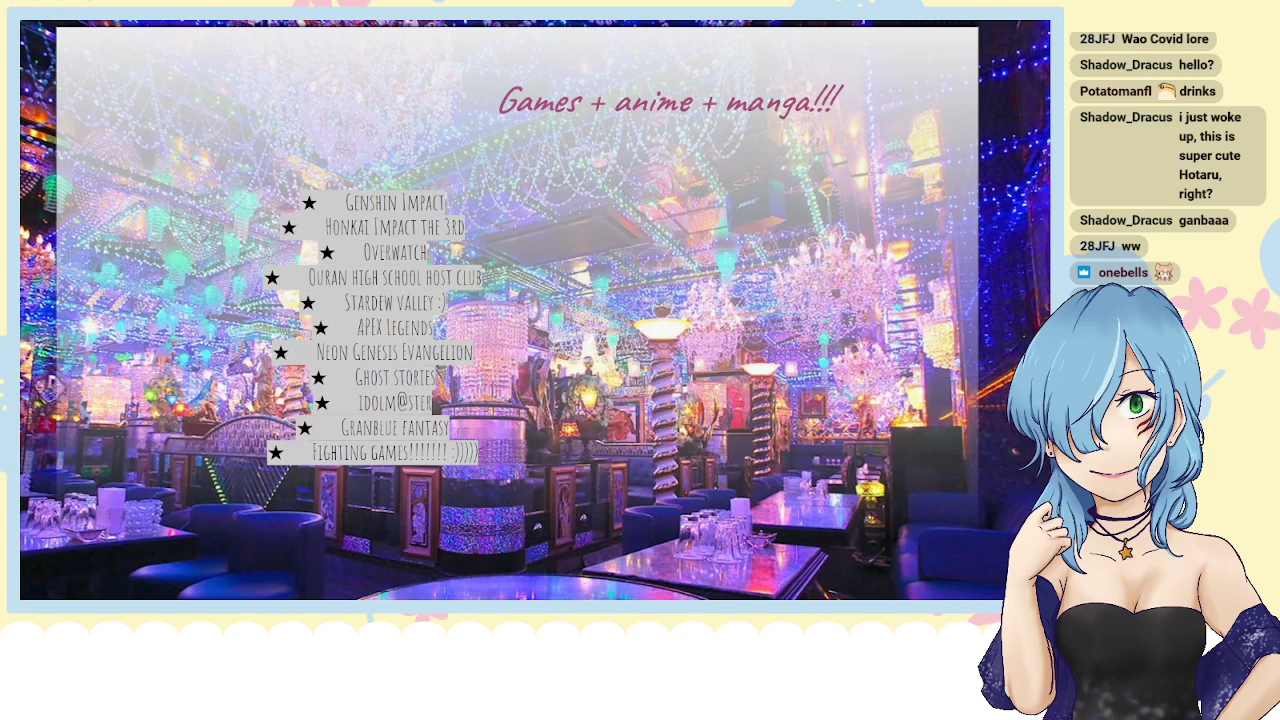 Games + anime + manga!!!
★ Genshin Impact
★ Honkai Impact the 3rd
★ Overwatch
★ Ouran high school host club
★ Stardew valley :)
★ APEX Legends
★ Neon Genesis Evangelion
★ Ghost stories
★ idolm@ster
★ Granblue fantasy
★ Fighting games!!!!!!! :)))))
28JFJ Wao Covid lore
Shadow_Dracus hello?
Potatomanfl drinks
Shadow_Dracus i just woke
up, this is
super cute
Hotaru,
right?
Shadow_Dracus ganbaaa
28JFJ ww
onebells